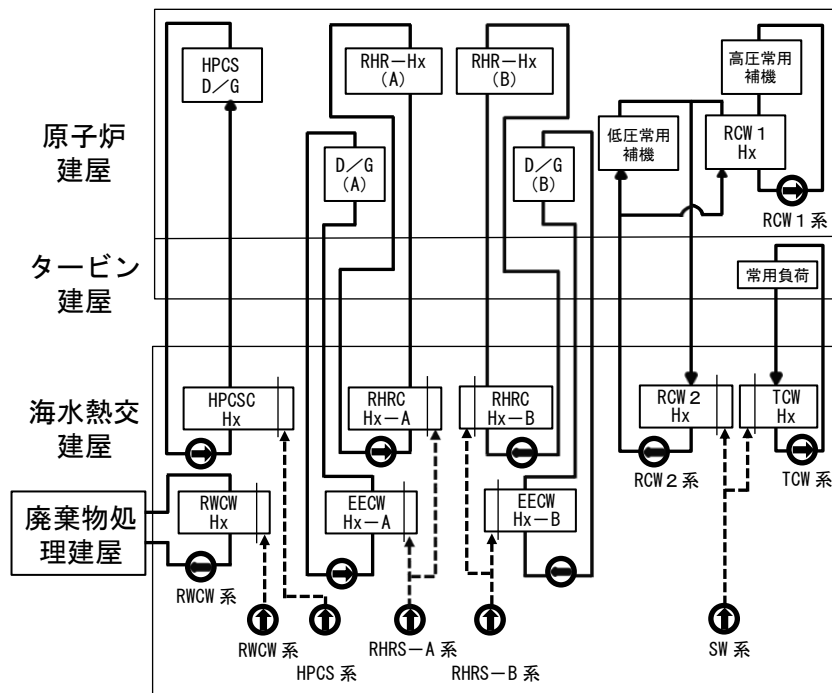 原子炉
建屋
HPCS
D/G
RHR-Hx
(A)
RHR-Hx
(B)
高圧常用
補機
低圧常用
補機
RCW1
Hx
D/G
(A)
D/G
(B)
RCW1系
タービン
建屋
常用負荷
海水熱交
建屋
HPCSC
Hx
RHRC
Hx-A
RHRC
Hx-B
RCW2
Hx
TCW
Hx
RCW2系
TCW系
廃棄物処
理建屋
RWCW
Hx
EECW
Hx-A
EECW
Hx-B
RWCW系
RWCW系
HPCS系
RHRS-A系
RHRS-B系
SW系